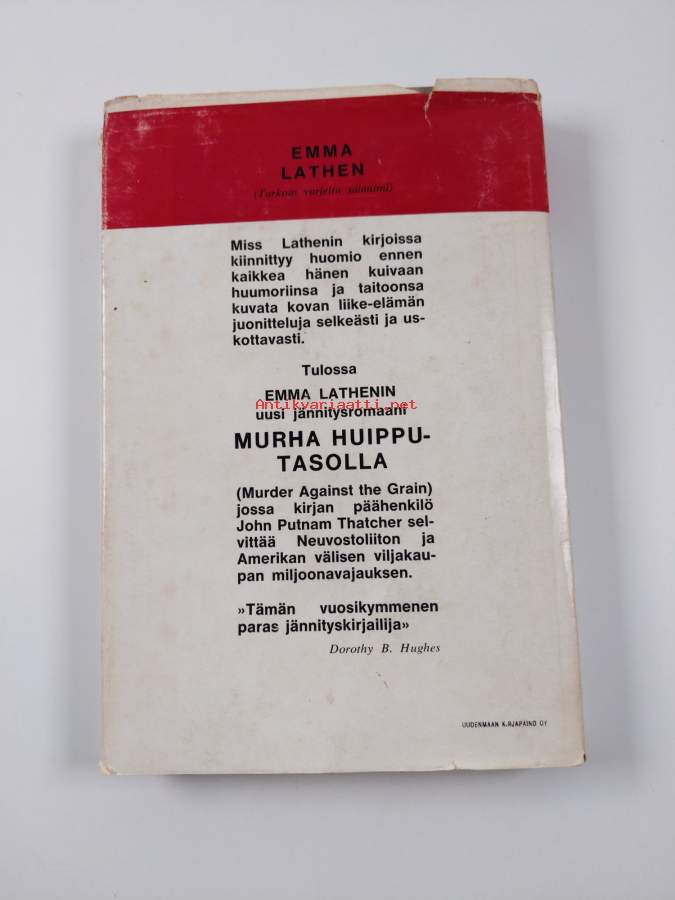 EMMA
LATHEN
(Tarkoin varjeltu salanimi)
Miss Lathenin kirjoissa
kiinnittyy huomio ennen
kaikkea hänen kuivaan
huumoriinsa ja taitoonsa
kuvata kovan liike-elämän
juonitteluja selkeästi ja us-
kottavasti.
Tulossa
EMMA LATHENIN
Antikvariaatti.net
uusi jännitysromaani
MURHA HUIPPU-
TASOLLA
(Murder Against the Grain)
jossa kirjan päähenkilö
John Putnam Thatcher sel-
vittää Neuvostoliiton ja
Amerikan välisen viljakau-
pan miljoonavajauksen.
»Tämän vuosikymmenen
paras jännityskirjailija»
Dorothy B. Hughes
UUDENMAAN KIRJAPAINO OY